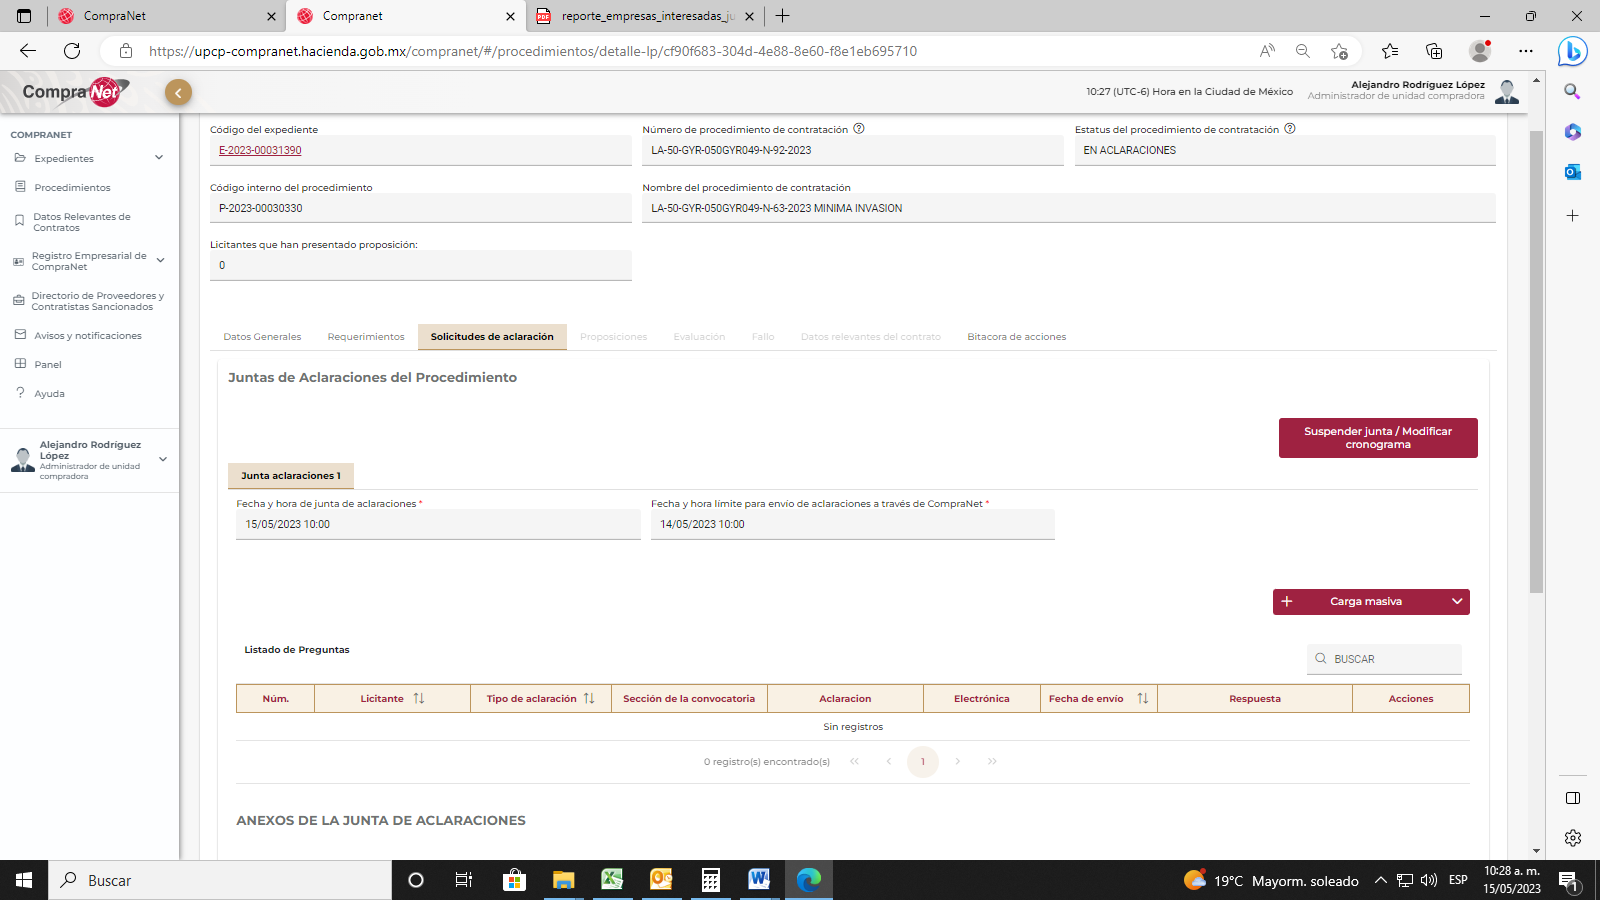 CompraNet
Compranet
reporte_empresas_interesadas_ju
https://upcp-compranet.hacienda.gob.mx/compranet/#/procedimientos/detalle-lp/cf90f683-304d-4e88-8e60-f8e1eb695710
CompraNet
10:27 (UTC-6) Hora en la Ciudad de México
Alejandro Rodríguez López
Administrador de unidad compradora
COMPRANET
Expedientes
Procedimientos
Datos Relevantes de
Contratos
Registro Empresarial de
CompraNet
Directorio de Proveedores y
Contratistas Sancionados
Avisos y notificaciones
Panel
Ayuda
Alejandro Rodríguez
López
Administrador de unidad
compradora
Código del expediente
E-2023-00031390
Número de procedimiento de contratación
LA-50-GYR-050GYR049-N-92-2023
Estatus del procedimiento de contratación
EN ACLARACIONES
Código interno del procedimiento
P-2023-00030330
Nombre del procedimiento de contratación
LA-50-GYR-050GYR049-N-63-2023 MINIMA INVASION
Licitantes que han presentado proposición:
0
Datos Generales Requerimientos Solicitudes de aclaración Proposiciones Evaluación Fallo Datos relevantes del contrato Bitacora de acciones
Juntas de Aclaraciones del Procedimiento
Suspender junta / Modificar
cronograma
Junta aclaraciones 1
Fecha y hora de junta de aclaraciones *
15/05/2023 10:00
Fecha y hora límite para envío de aclaraciones a través de CompraNet *
14/05/2023 10:00
+ Carga masiva
Listado de Preguntas
BUSCAR
Núm. Licitante Tipo de aclaración Sección de la convocatoria Aclaracion Electrónica Fecha de envío Respuesta Acciones
Sin registros
0 registro(s) encontrado(s) 1
ANEXOS DE LA JUNTA DE ACLARACIONES
Buscar
19°C Mayorm. soleado
ESP
10:28 a. m.
15/05/2023
1